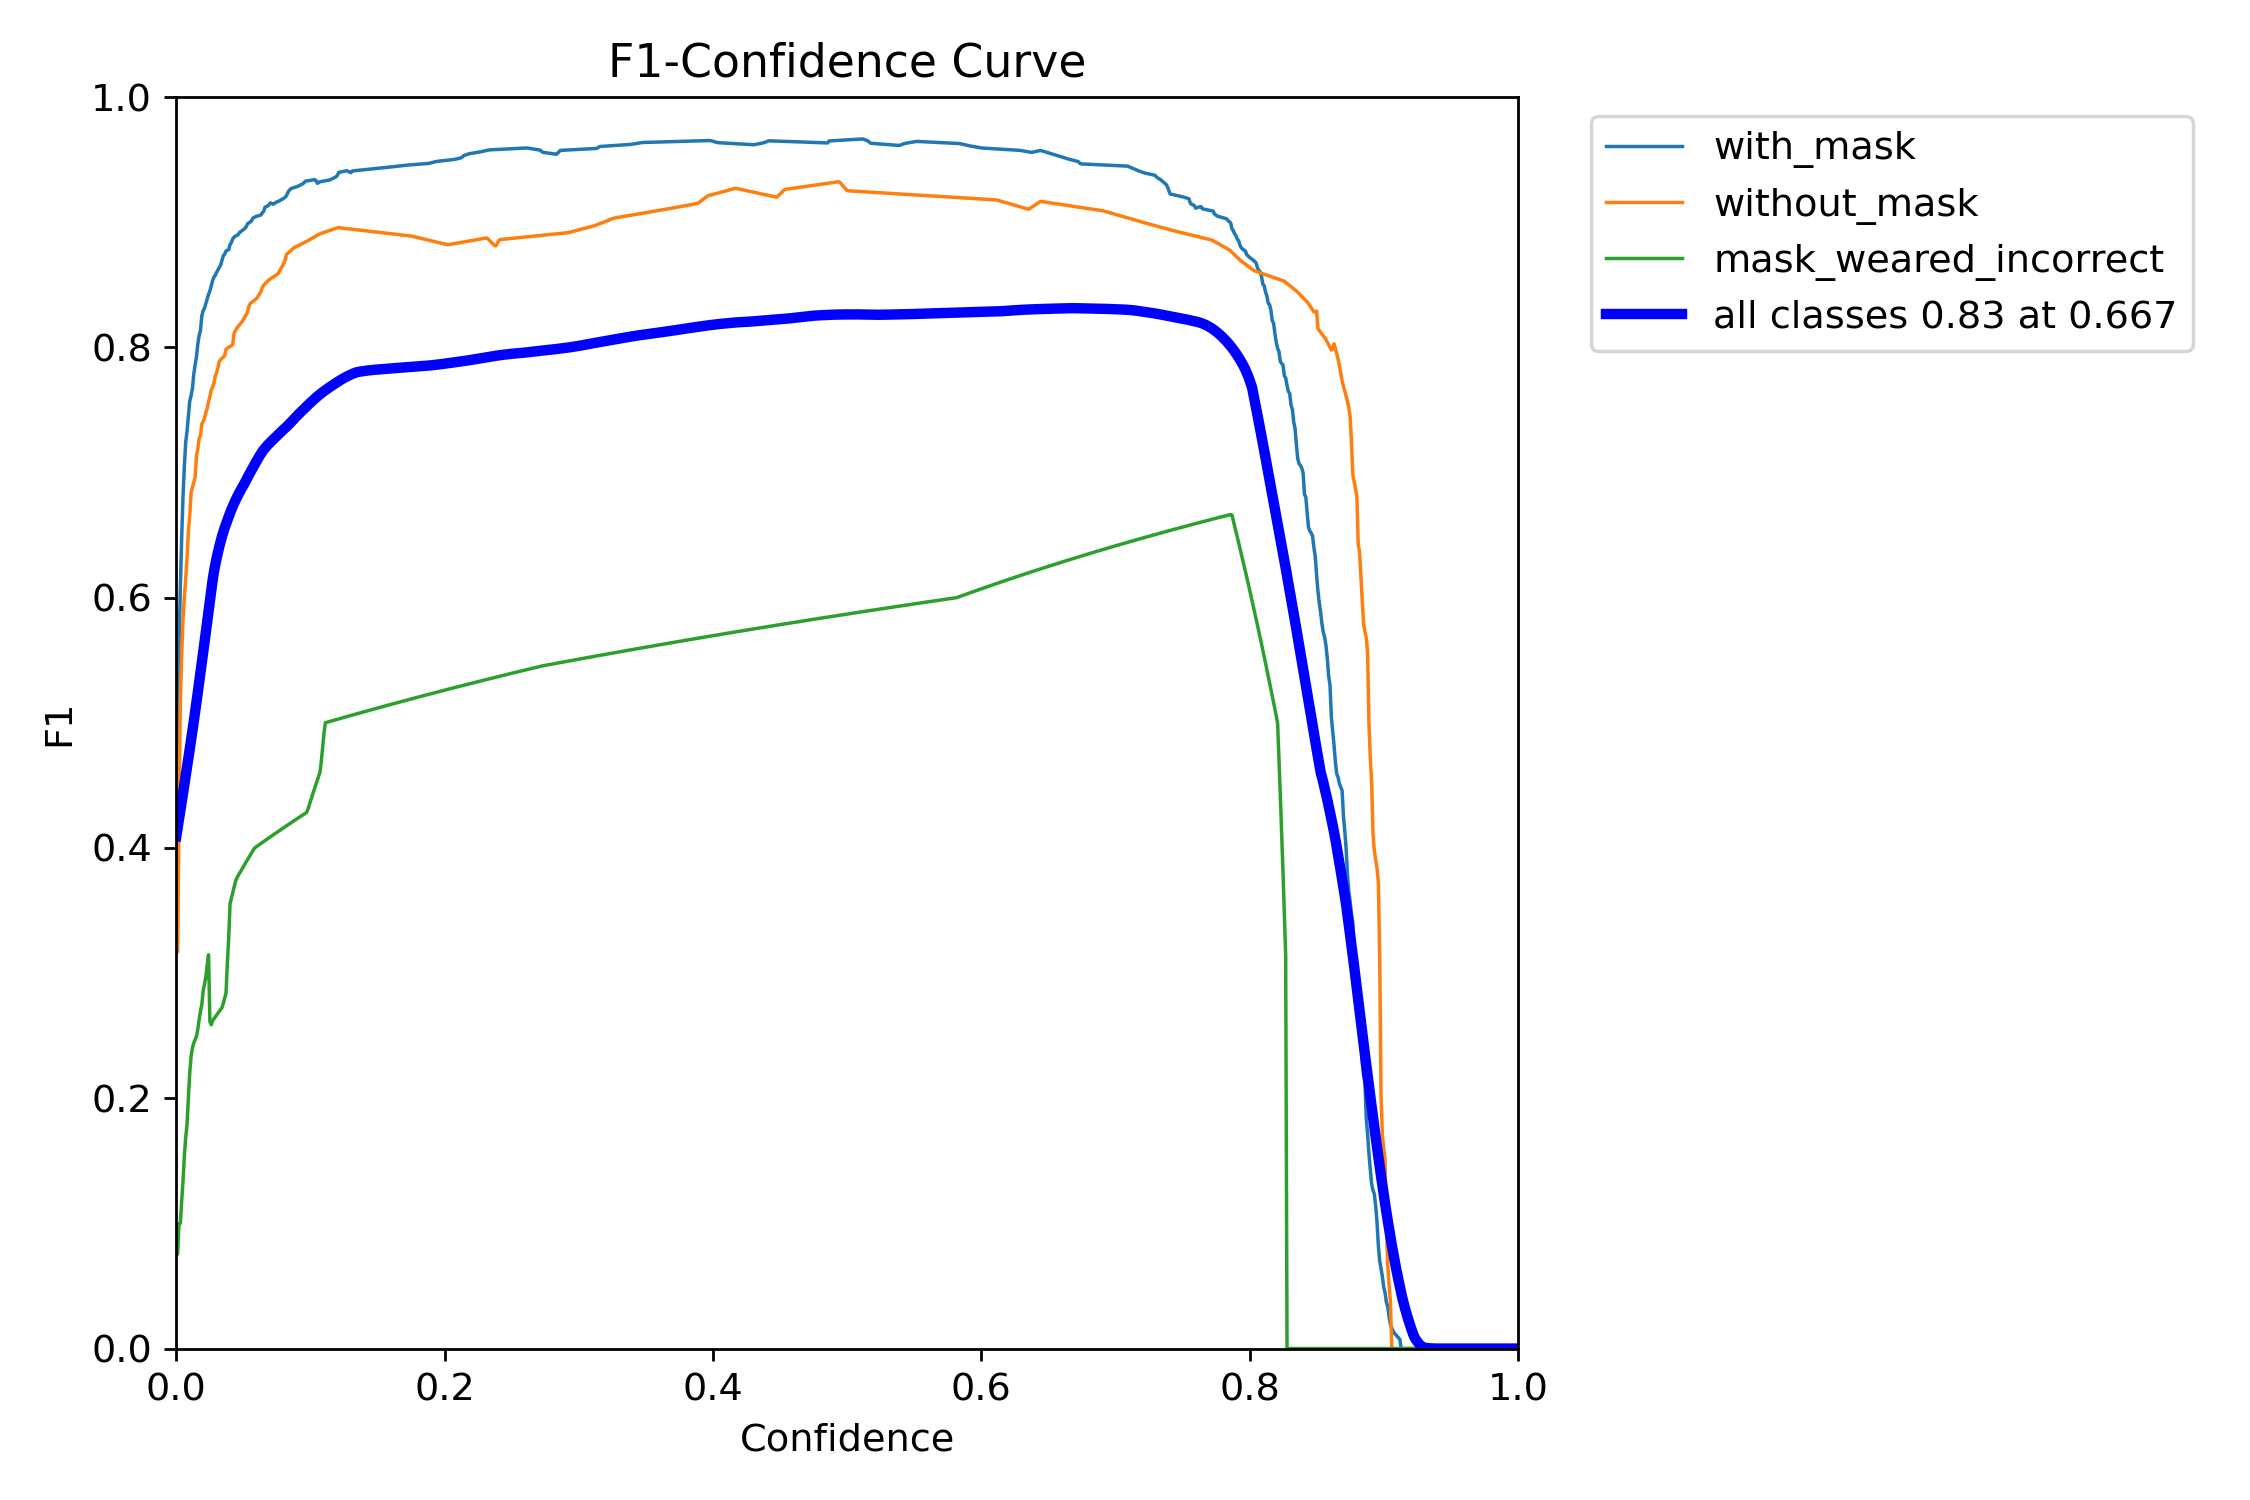 F1-Confidence Curve
1.0
0.8
0.6
0.4
0.2
0.0
F1
0.0 0.2 0.4 0.6 0.8 1.0
Confidence
with_mask
without_mask
mask_weared_incorrect
all classes 0.83 at 0.667